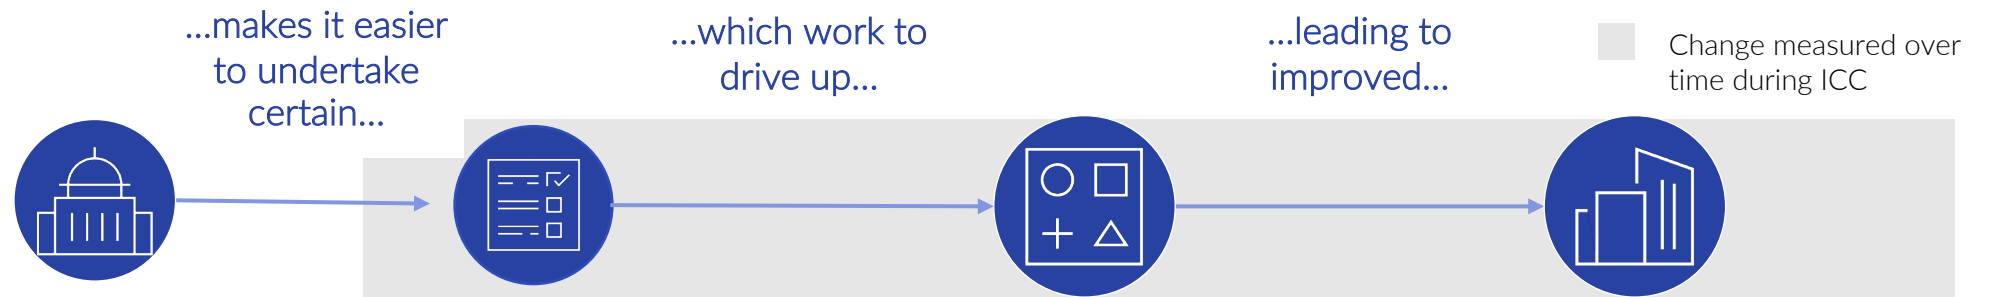 ...makes it easier
to undertake
certain...
...which work to
drive up...
...leading to
improved...
Change measured over
time during ICC